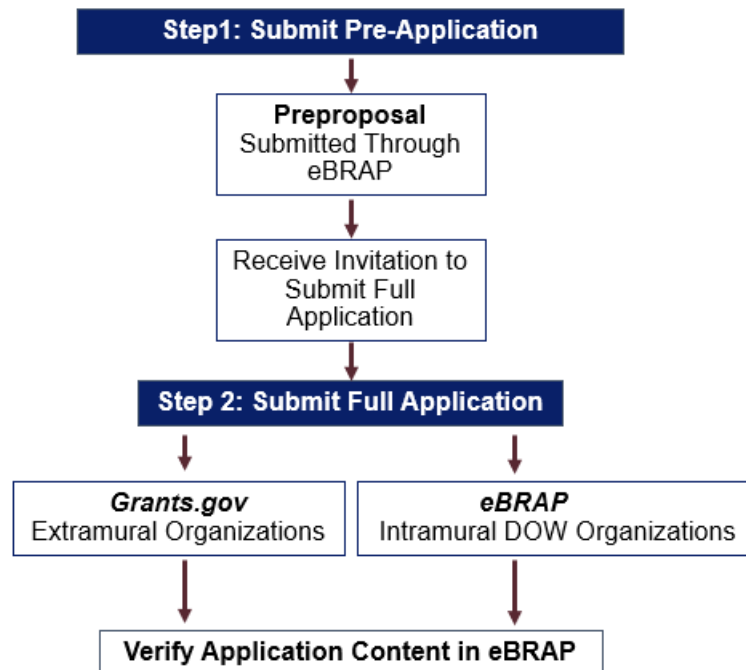 Step1: Submit Pre-Application
Preproposal
Submitted Through
eBRAP
Receive Invitation to
Submit Full
Application
Step 2: Submit Full Application
Grants.gov
Extramural Organizations
eBRAP
Intramural DOW Organizations
Verify Application Content in eBRAP